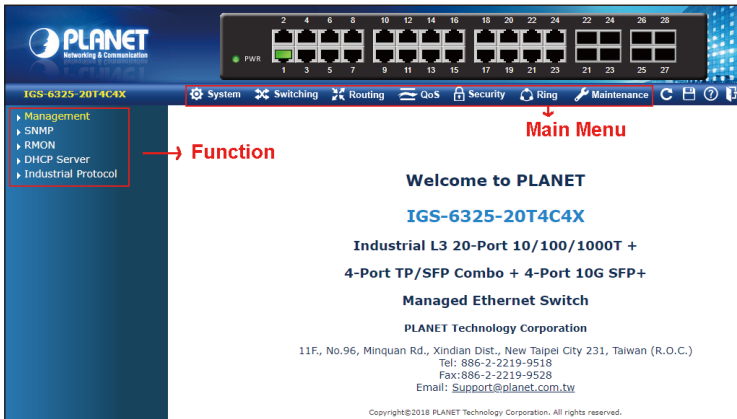 2 4 6 8 10 12 14 16 18 20 22 24 22 24 26 28
PLANET
Networking & Communication
PWR
1 3 5 7 9 11 13 15 17 19 21 23 21 23 25 27
IGS-6325-20T4C4X
System Switching Routing QoS Security Ring Maintenance
Management
SNMP
RMON
DHCP Server
Industrial Protocol
Function
Main Menu
Welcome to PLANET
IGS-6325-20T4C4X
Industrial L3 20-Port 10/100/1000T +
4-Port TP/SFP Combo + 4-Port 10G SFP+
Managed Ethernet Switch
PLANET Technology Corporation
11F., No.96, Minquan Rd., Xindian Dist., New Taipei City 231, Taiwan (R.O.C.)
Tel: 886-2-2219-9518
Fax:886-2-2219-9528
Email: Support@planet.com.tw
Copyright©2018 PLANET Technology Corporation. All rights reserved.